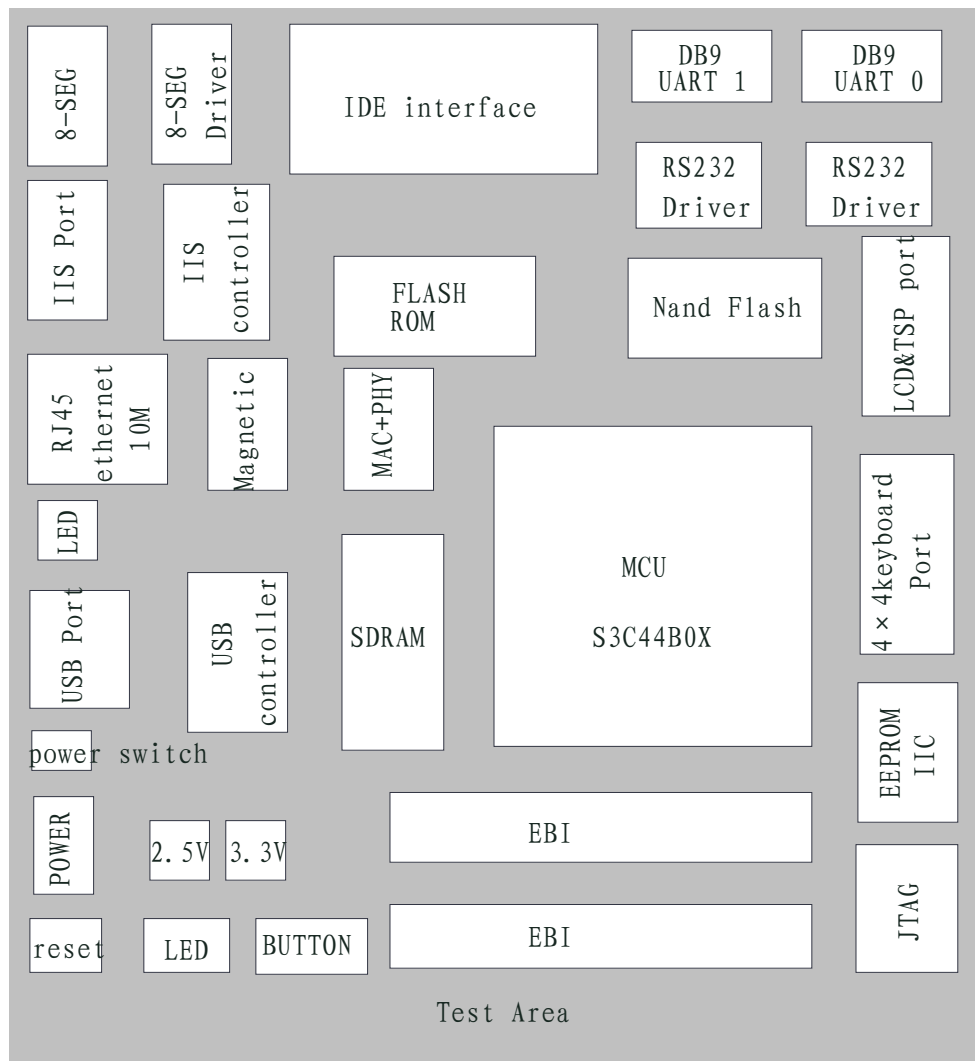 8-SEG
8-SEG
Driver
IDE interface
DB9
UART 1
DB9
UART 0
RS232
Driver
RS232
Driver
IIS Port
IIS
controller
FLASH
ROM
Nand Flash
LCD&TSP port
RJ45
ethernet
10M
Magnetic
MAC+PHY
LED
MCU
S3C44B0X
4×4keyboard
Port
USB Port
USB
controller
SDRAM
power switch
EEPROM
IIC
POWER
2.5V
3.3V
EBI
JTAG
reset
LED
BUTTON
EBI
Test Area